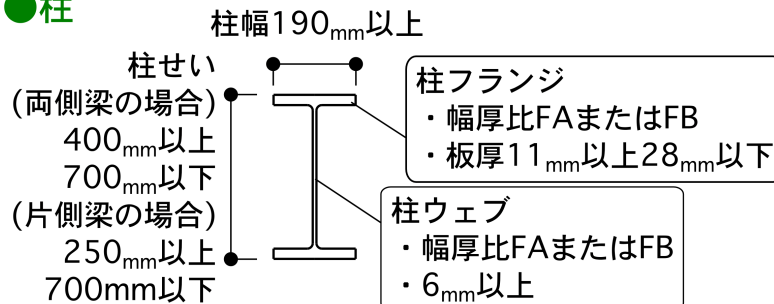 ●柱
柱幅190mm以上
柱せい
(両側梁の場合)
400mm以上
700mm以下
(片側梁の場合)
250mm以上
700mm以下
柱フランジ
・幅厚比FAまたはFB
・板厚11mm以上28mm以下
柱ウェブ
・幅厚比FAまたはFB
・6mm以上